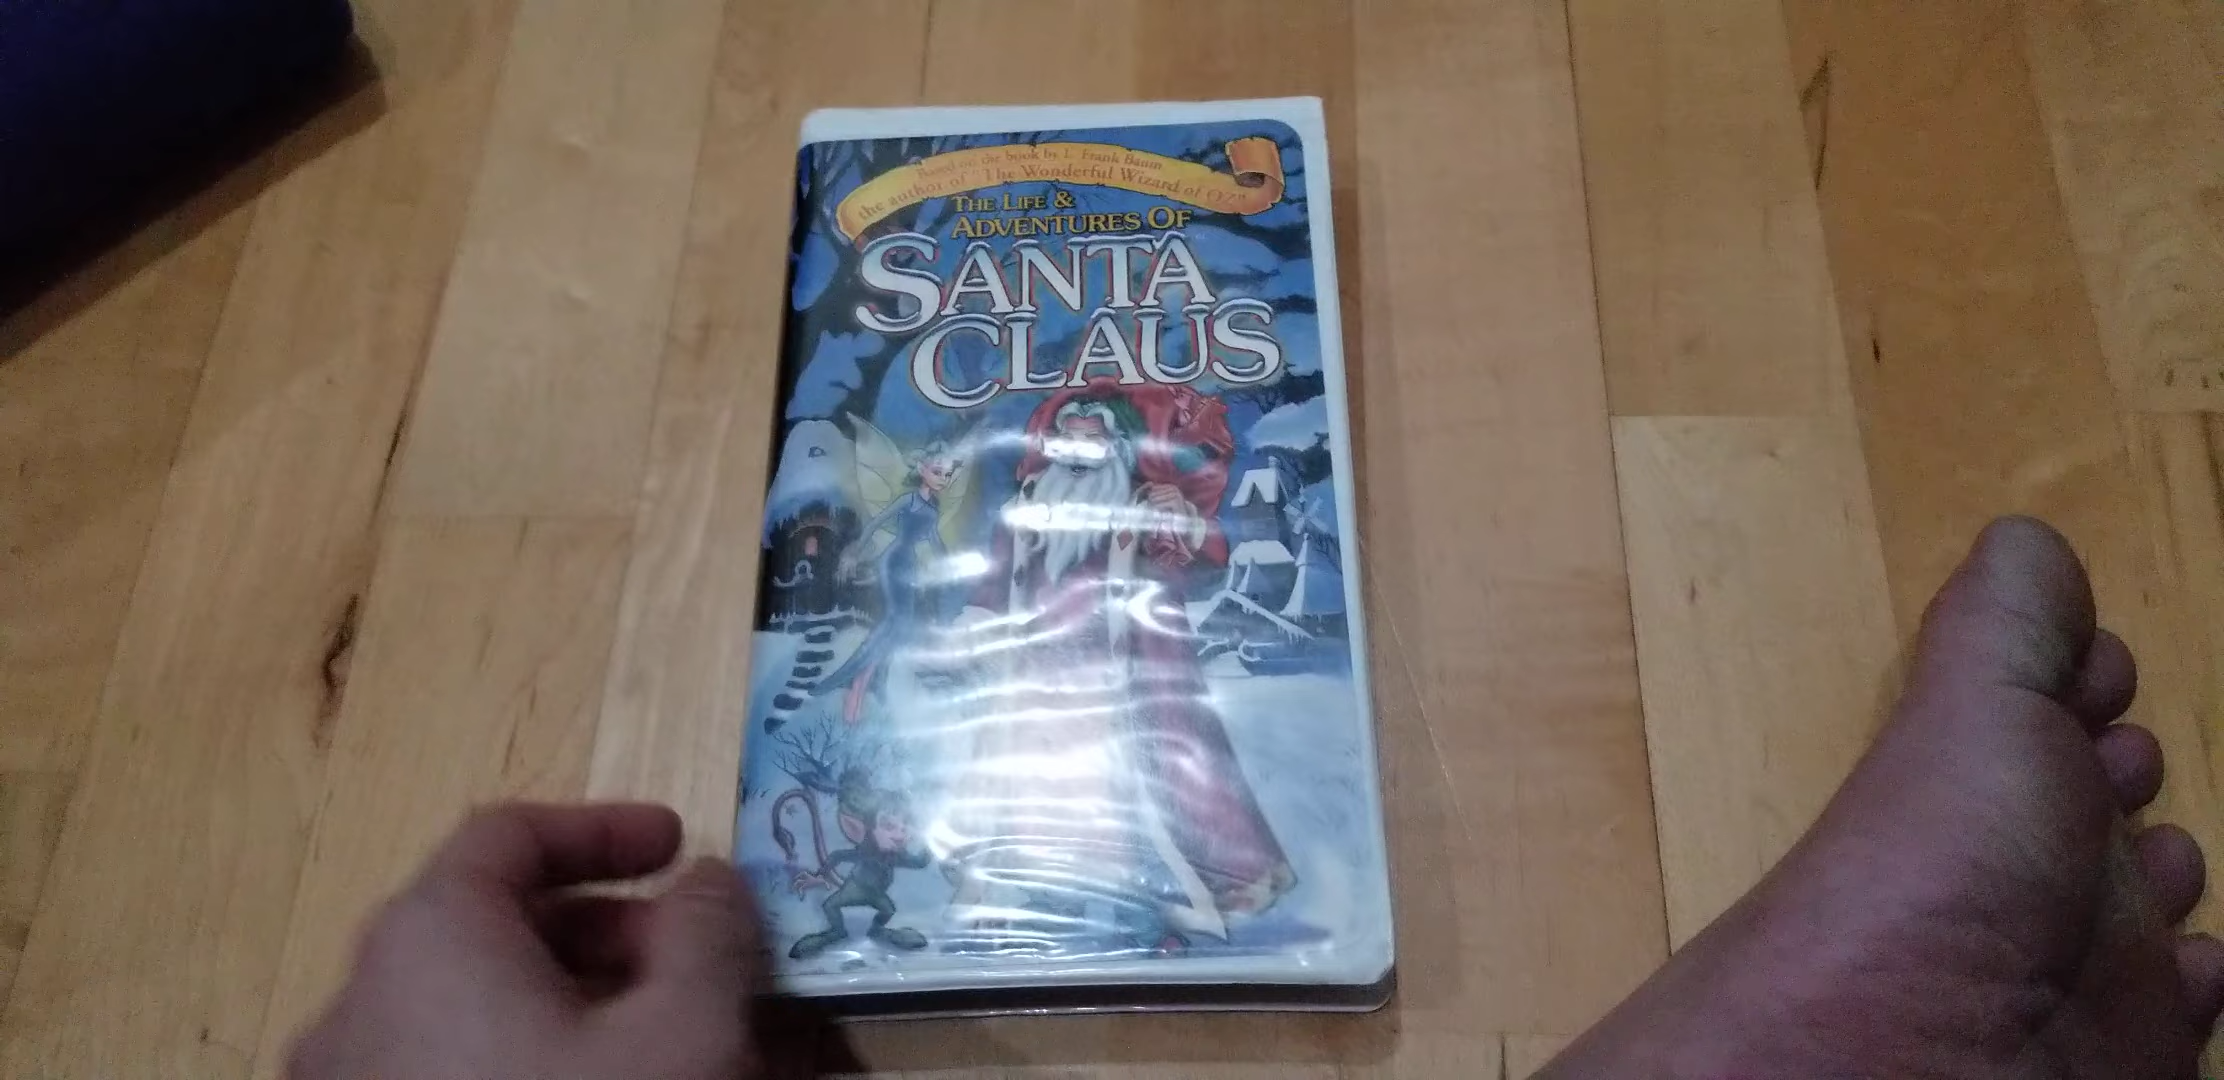 Based on the book by L. Frank Baum
the author of "The Wonderful Wizard of OZ"
THE LIFE &
ADVENTURES OF
SANTA
CLAUS